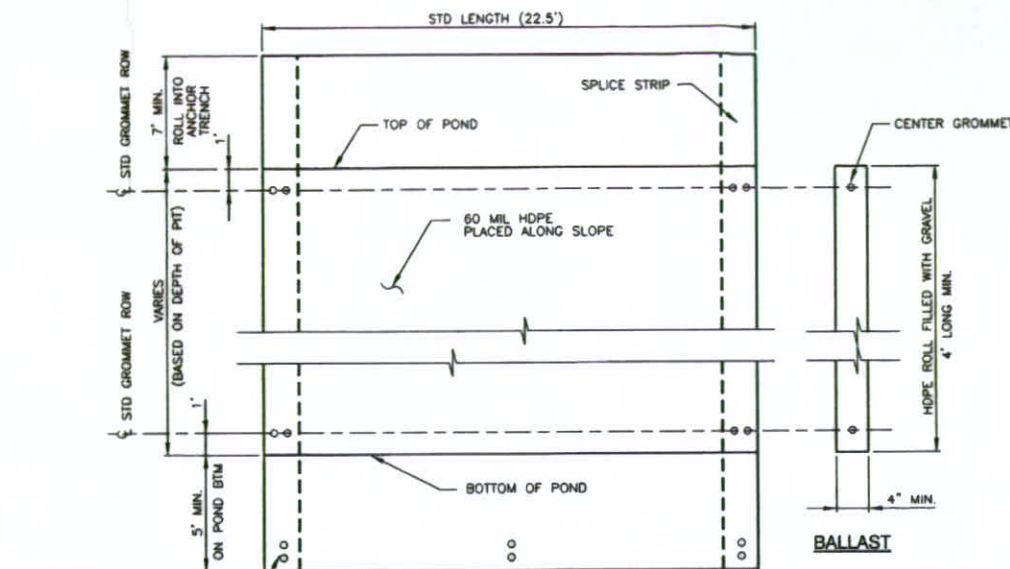 STD LENGTH (22.5')
STD GROMMET ROW
7' MIN.
ROLL INTO
ANCHOR
TRENCH
1'
SPLICE STRIP
TOP OF POND
CENTER GROMMET
60 MIL HDPE
PLACED ALONG SLOPE
VARIES
(BASED ON DEPTH OF PIT)
HDPE ROLL FILLED WITH GRAVEL
4' LONG MIN.
℄ STD GROMMET ROW
1'
BOTTOM OF POND
5' MIN.
ON POND BTM
4" MIN.
BALLAST